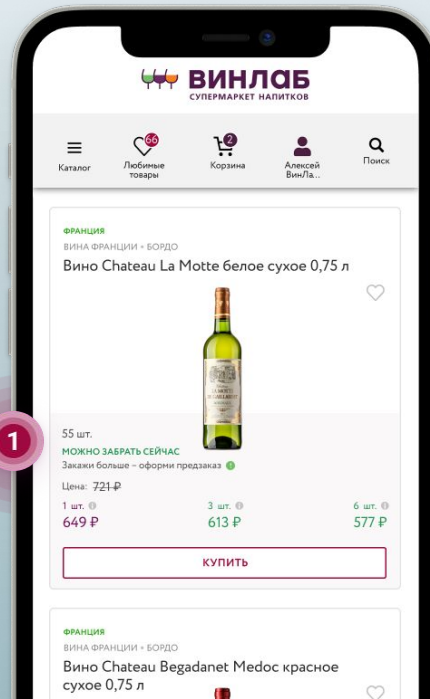 ВИНЛАБ
СУПЕРМАРКЕТ НАПИТКОВ
66
2
Каталог
Любимые
товары
Корзина
Алексей
ВинЛа...
Поиск
ФРАНЦИЯ
ВИНА ФРАНЦИИ • БОРДО
Вино Chateau La Motte белое сухое 0,75 л
1
55 шт.
МОЖНО ЗАБРАТЬ СЕЙЧАС
Закажи больше – оформи предзаказ
Цена: 721 ₽
1 шт. 3 шт. 6 шт.
649 ₽ 613 ₽ 577 ₽
КУПИТЬ
ФРАНЦИЯ
ВИНА ФРАНЦИИ • БОРДО
Вино Chateau Begadanet Medoc красное
сухое 0,75 л